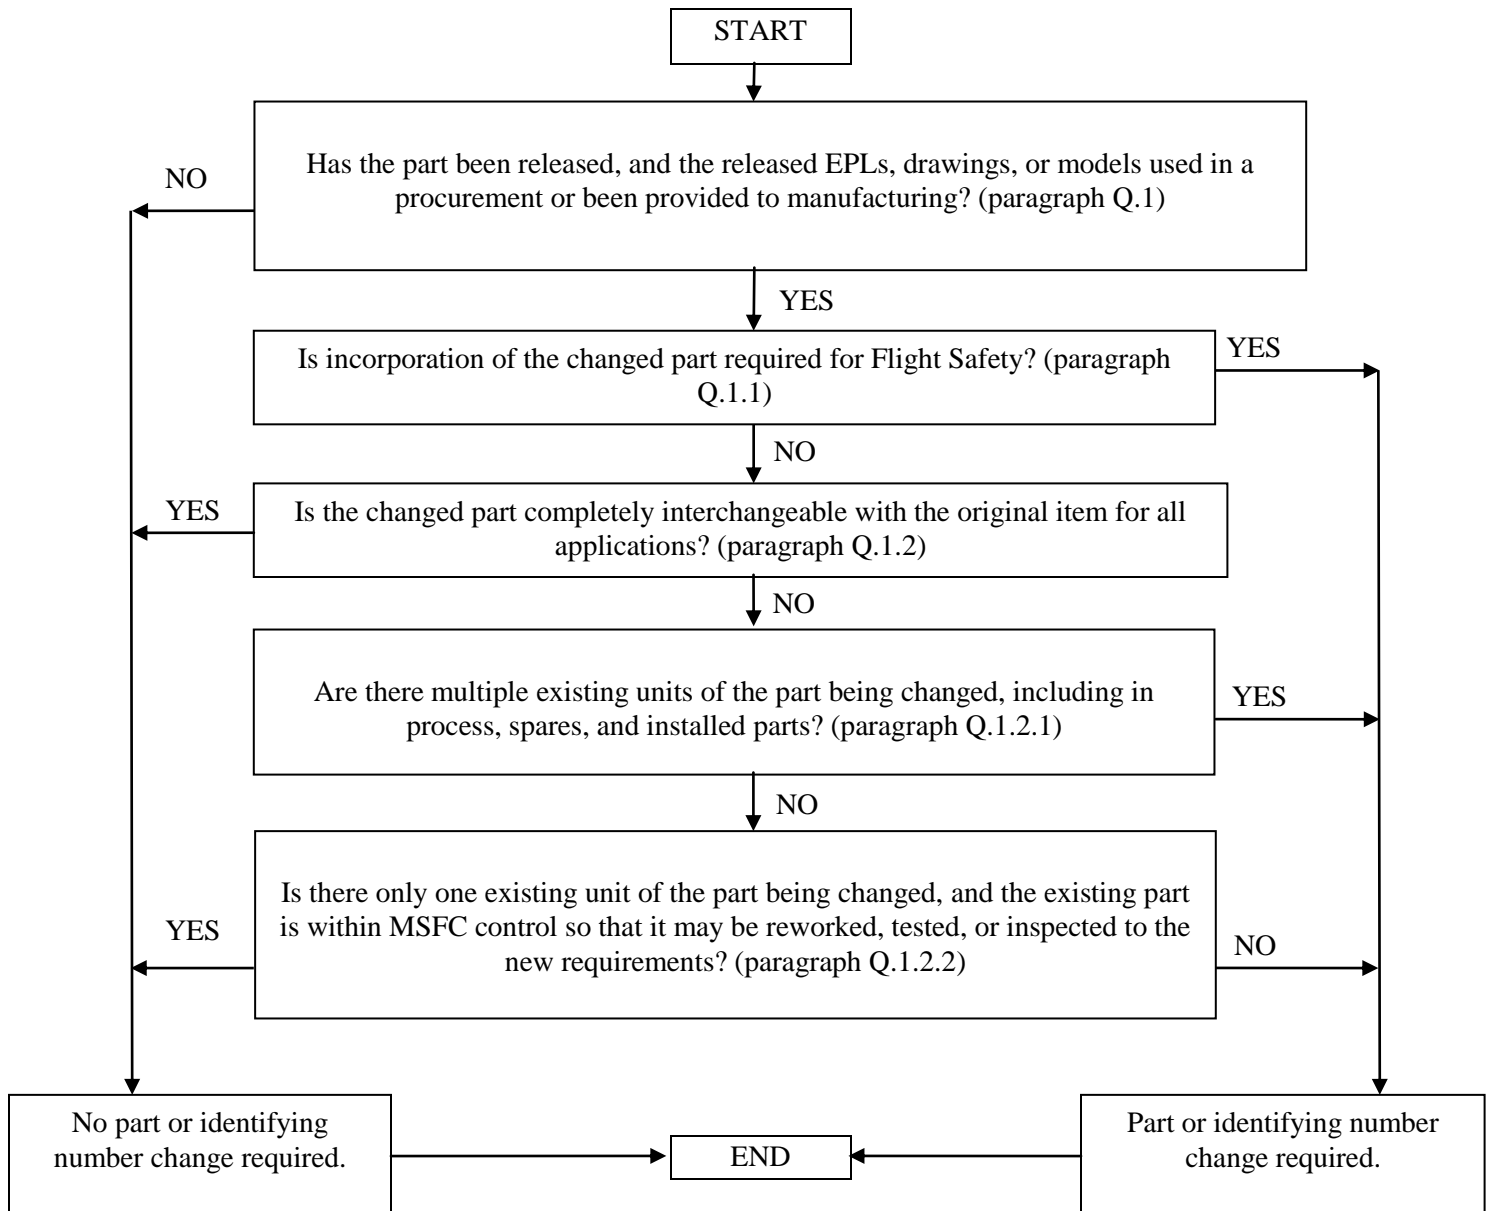 START
NO
Has the part been released, and the released EPLs, drawings, or models used in a
procurement or been provided to manufacturing? (paragraph Q.1)
YES
Is incorporation of the changed part required for Flight Safety? (paragraph
Q.1.1)
YES
NO
YES
Is the changed part completely interchangeable with the original item for all
applications? (paragraph Q.1.2)
NO
Are there multiple existing units of the part being changed, including in
process, spares, and installed parts? (paragraph Q.1.2.1)
YES
NO
Is there only one existing unit of the part being changed, and the existing part
is within MSFC control so that it may be reworked, tested, or inspected to the
new requirements? (paragraph Q.1.2.2)
YES
NO
No part or identifying
number change required.
END
Part or identifying number
change required.